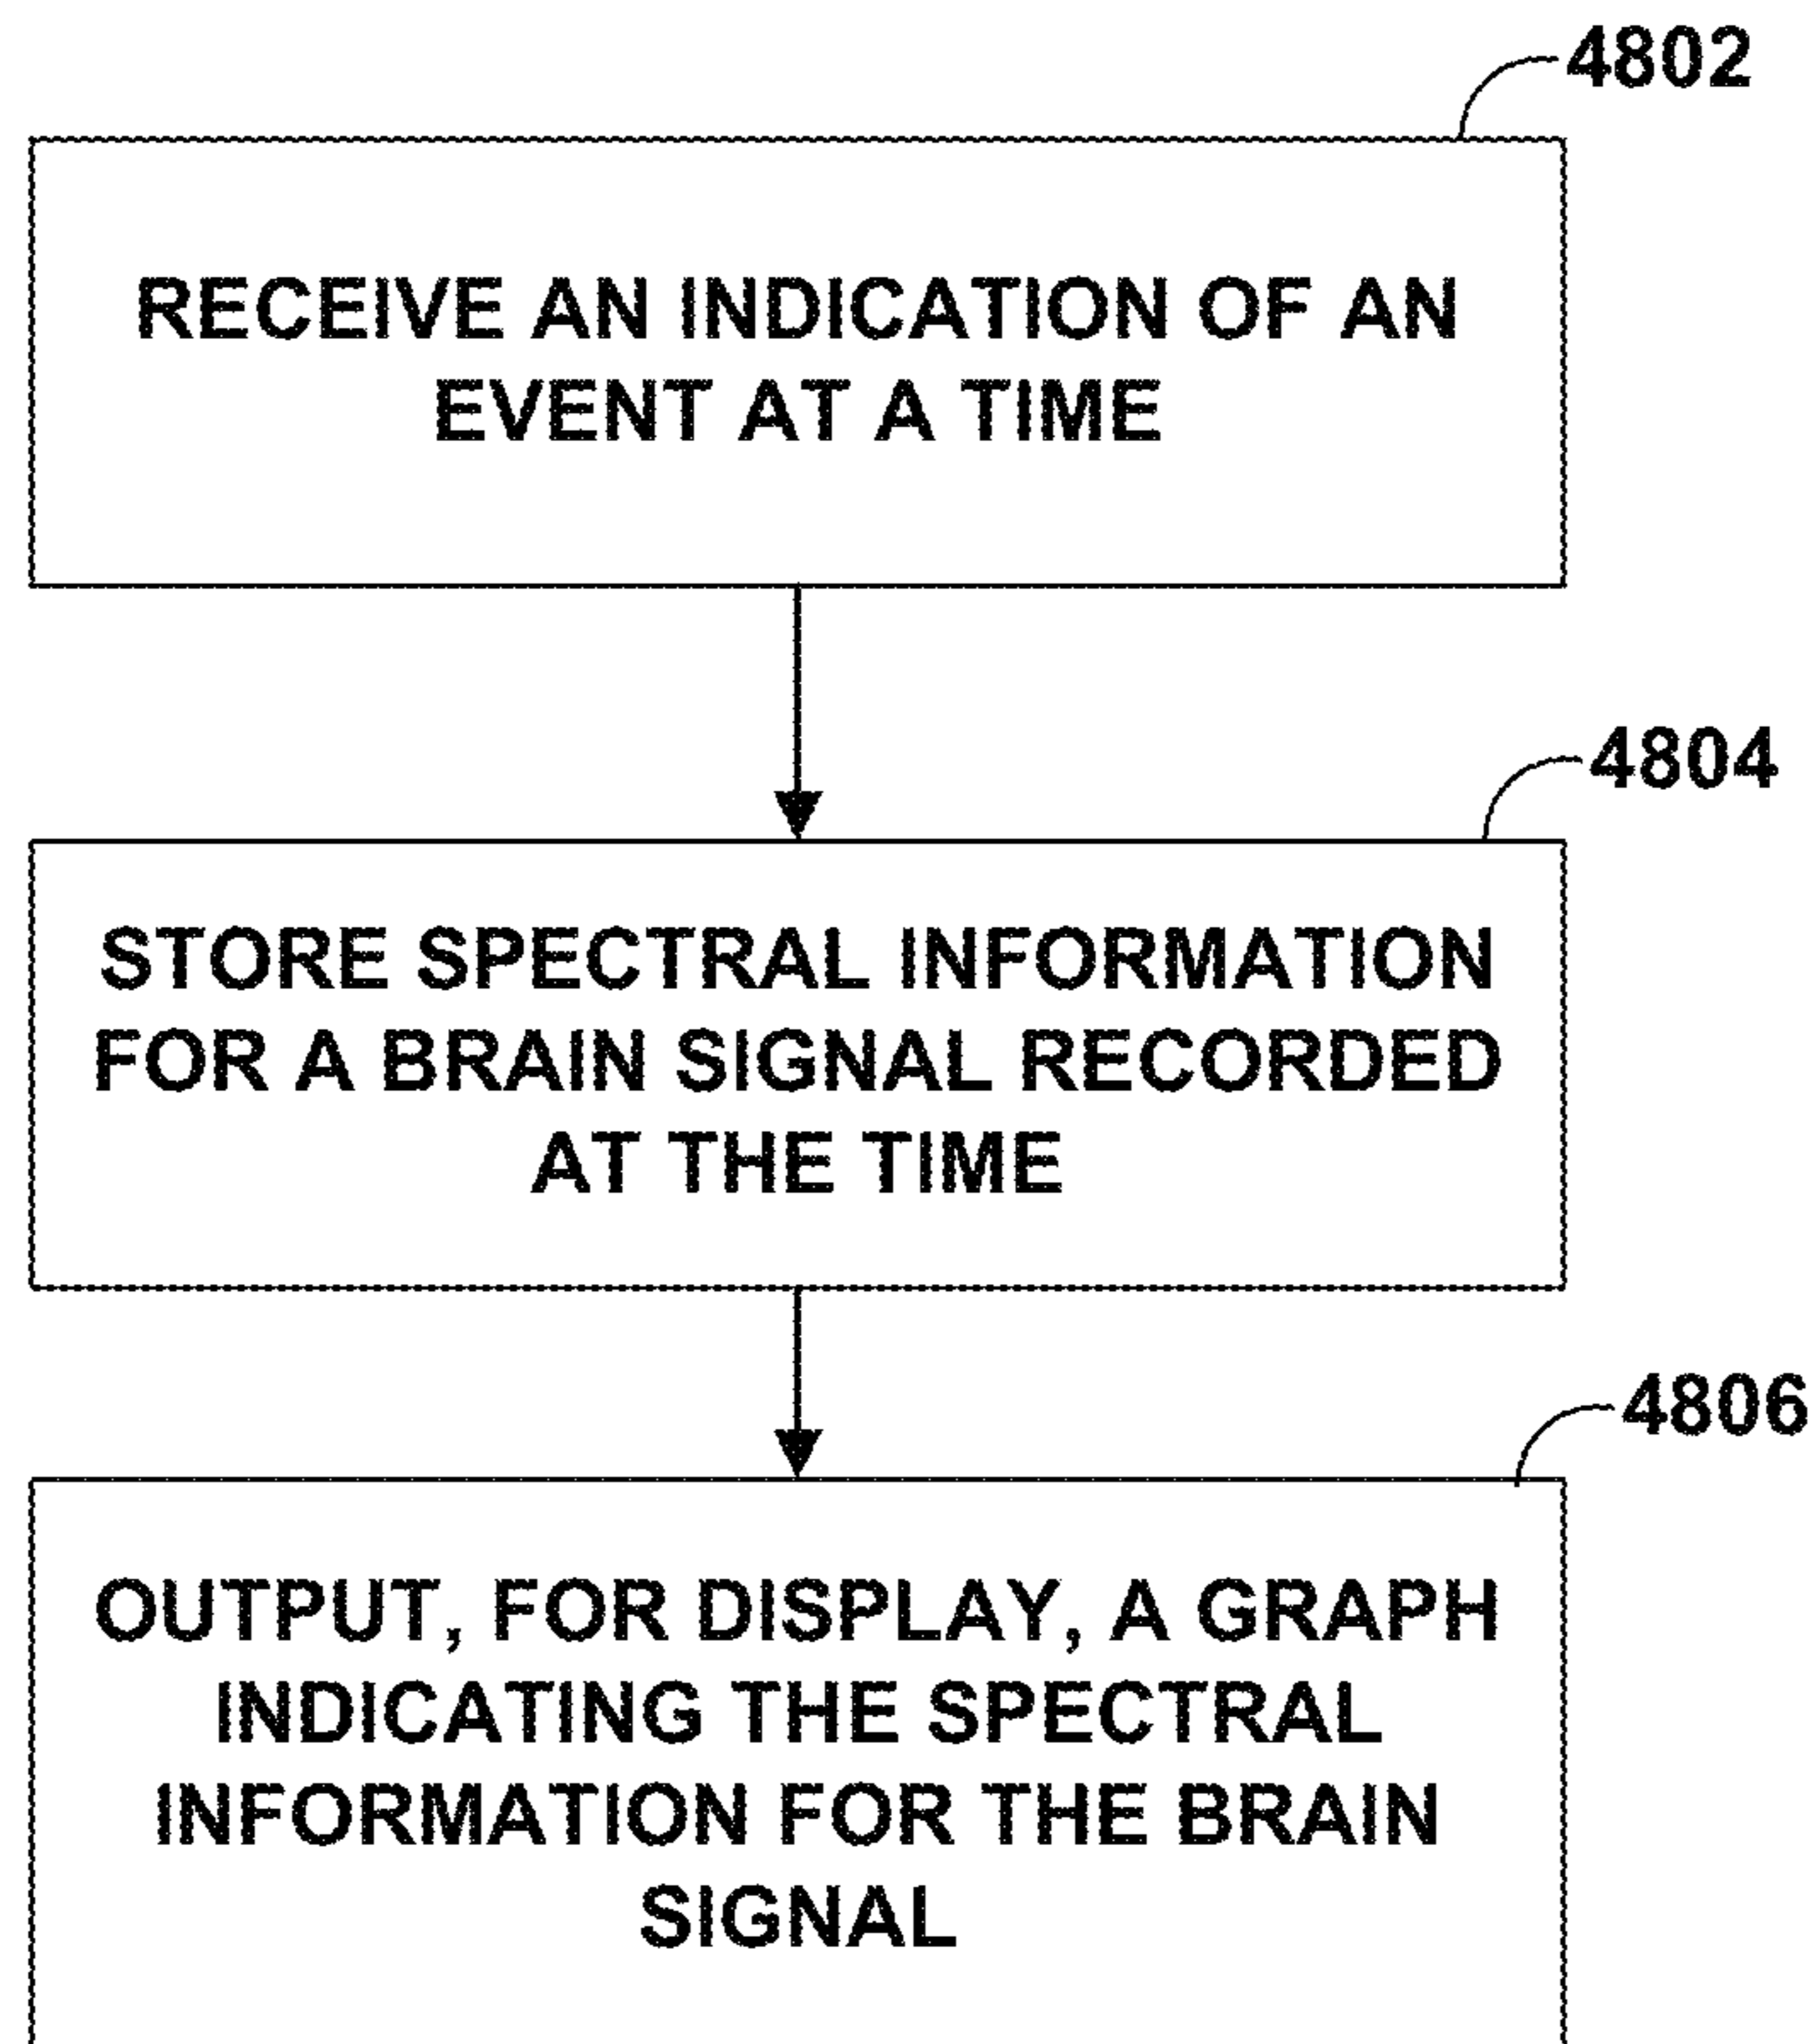 4802
RECEIVE AN INDICATION OF AN
EVENT AT A TIME
4804
STORE SPECTRAL INFORMATION
FOR A BRAIN SIGNAL RECORDED
AT THE TIME
4806
OUTPUT, FOR DISPLAY, A GRAPH
INDICATING THE SPECTRAL
INFORMATION FOR THE BRAIN
SIGNAL